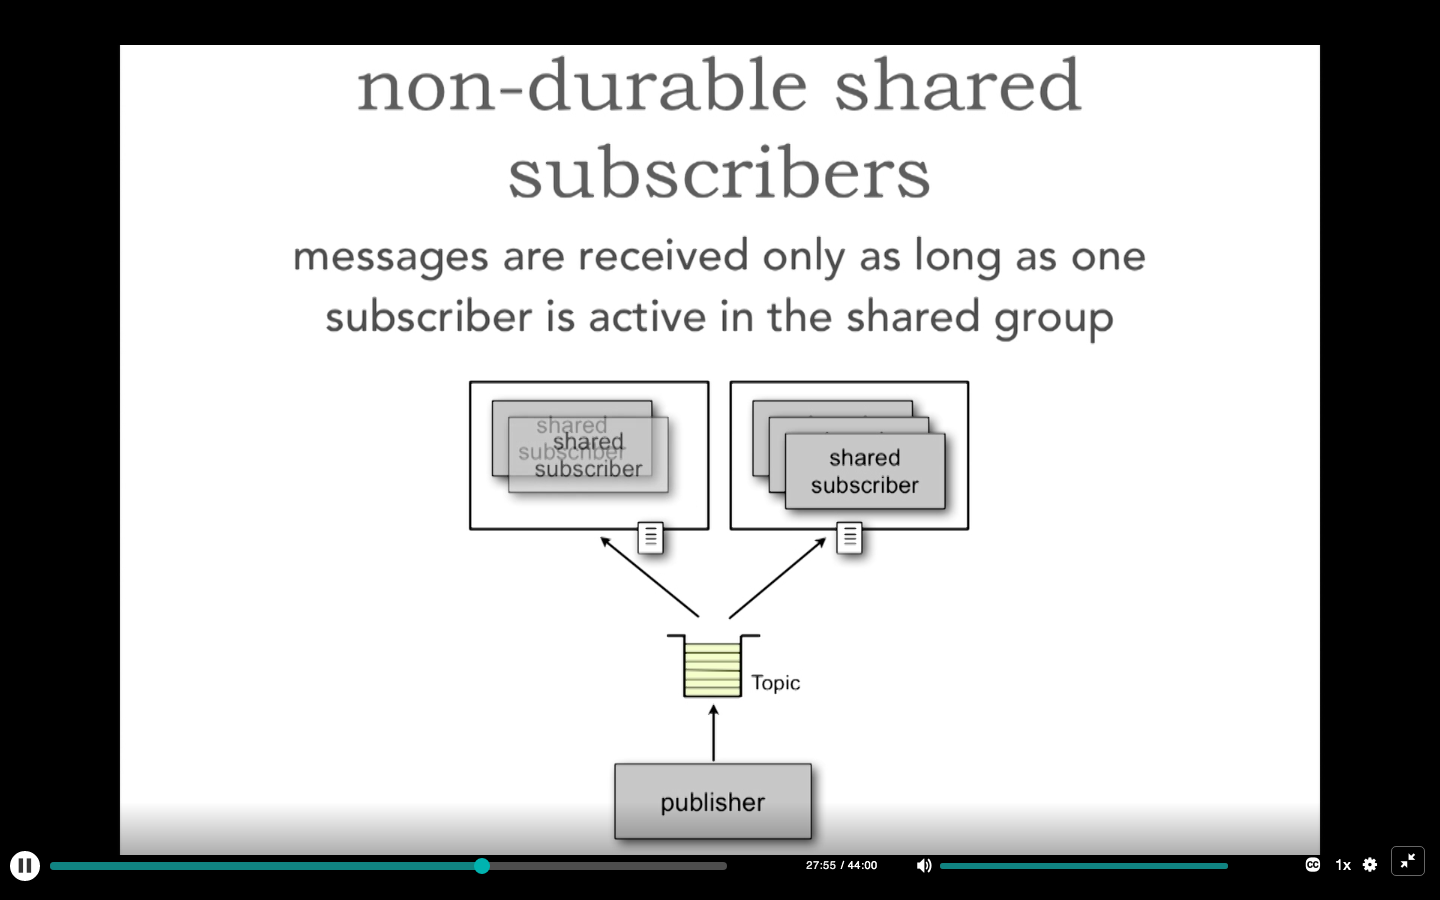 non-durable shared
subscribers
messages are received only as long as one
subscriber is active in the shared group
shared
subscriber
shared
subscriber
shared
subscriber
Topic
publisher
27:55 / 44:00
CC
1x